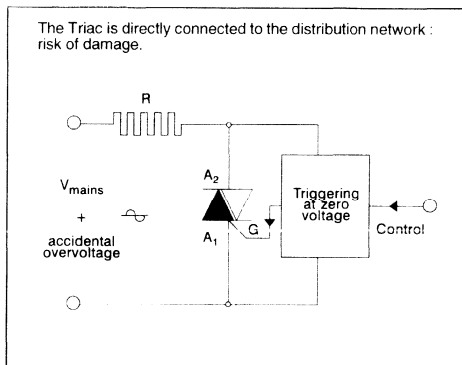 The Triac is directly connected to the distribution network :
risk of damage.
R
A2
Vmains
+
accidental
overvoltage
A1
G
Triggering
at zero
voltage
Control